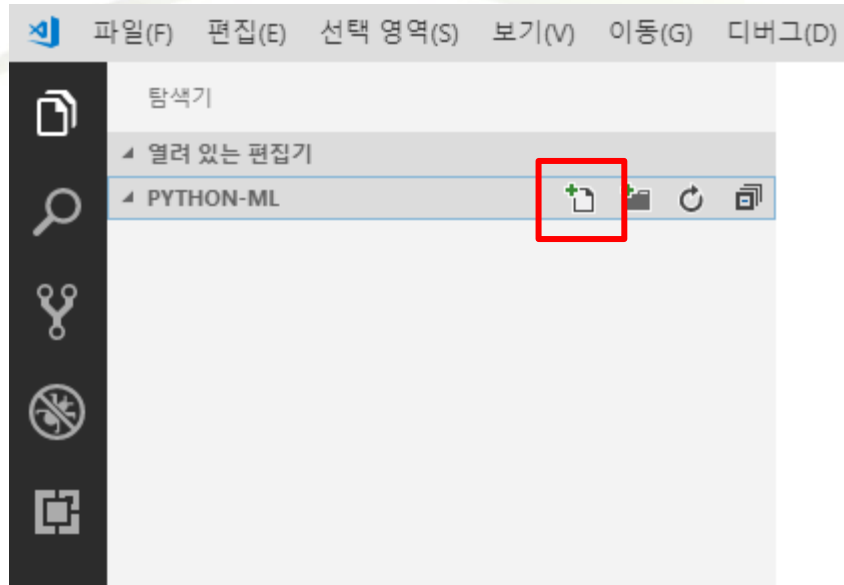 파일(F) 편집(E) 선택 영역(S) 보기(V) 이동(G) 디버그(D)
탐색기
열려 있는 편집기
PYTHON-ML